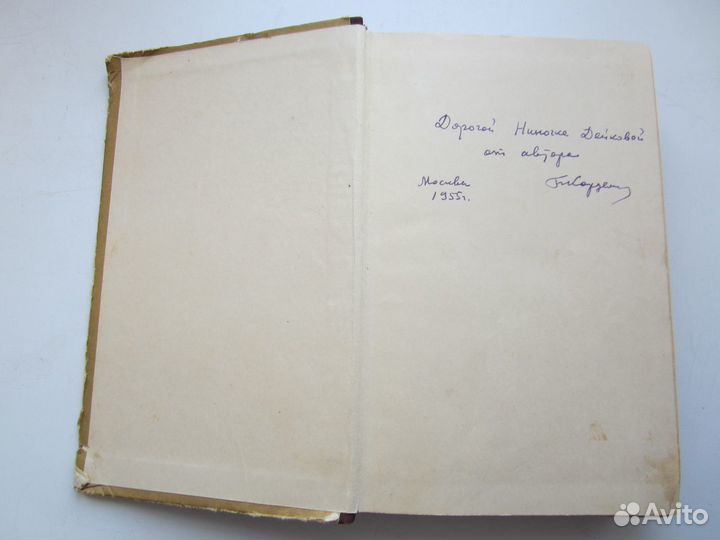 Дорогой Ниночке Дейковой
от автора
Москва
1955г.
Avito